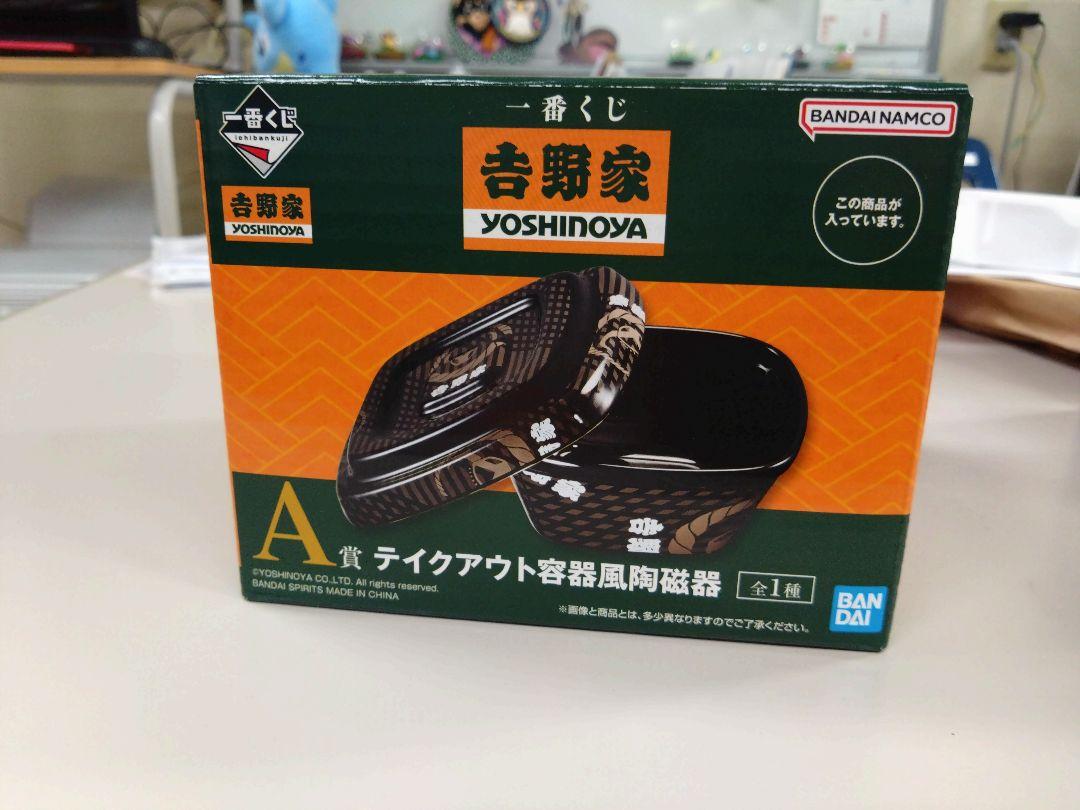 一番くじ
ichibankuji
吉野家
YOSHINOYA
一番くじ
吉野家
YOSHINOYA
BANDAI NAMCO
この商品が
入っています。
吉野家
A賞 テイクアウト容器風陶磁器 全1種
©YOSHINOYA CO.,LTD. All rights reserved.
BANDAI SPIRITS MADE IN CHINA
※画像と商品とは、多少異なりますのでご了承ください。
BAN
DAI